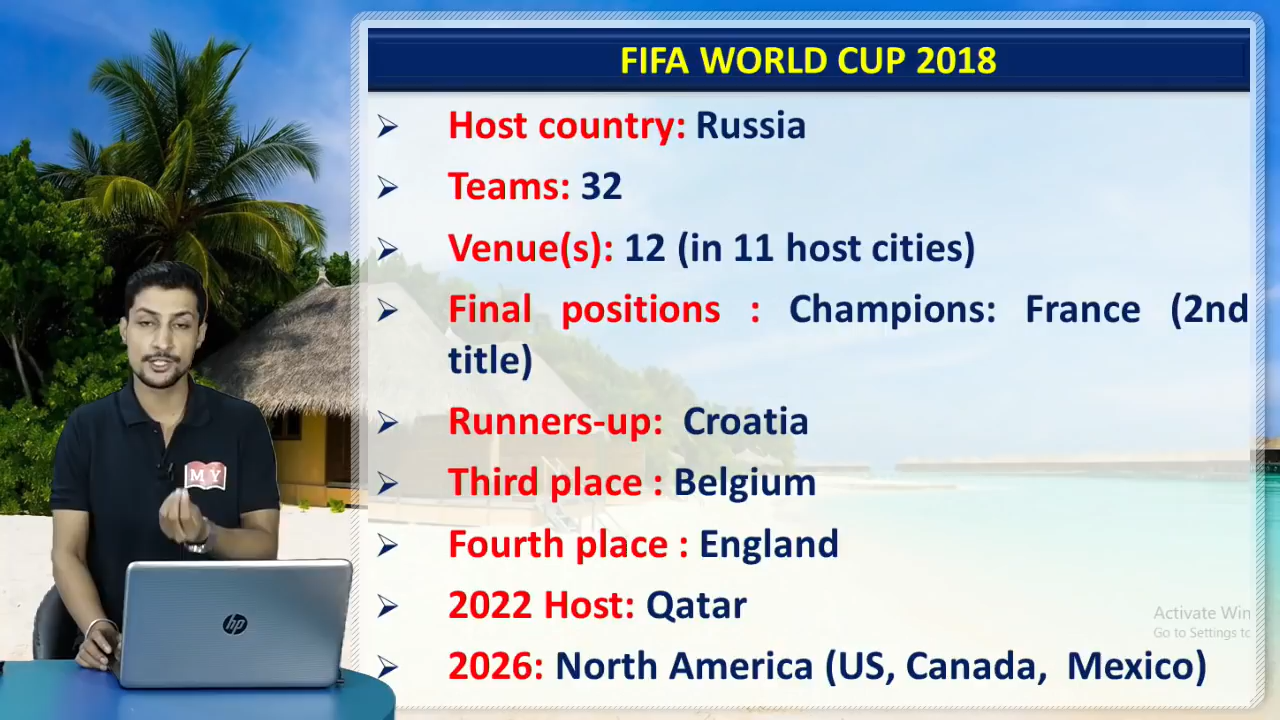 FIFA WORLD CUP 2018
➢ Host country: Russia
➢ Teams: 32
➢ Venue(s): 12 (in 11 host cities)
➢ Final positions : Champions: France (2nd
title)
➢ Runners-up: Croatia
➢ Third place : Belgium
➢ Fourth place : England
➢ 2022 Host: Qatar
➢ 2026: North America (US, Canada, Mexico)
M Y
hp
Activate Win
Go to Settings to